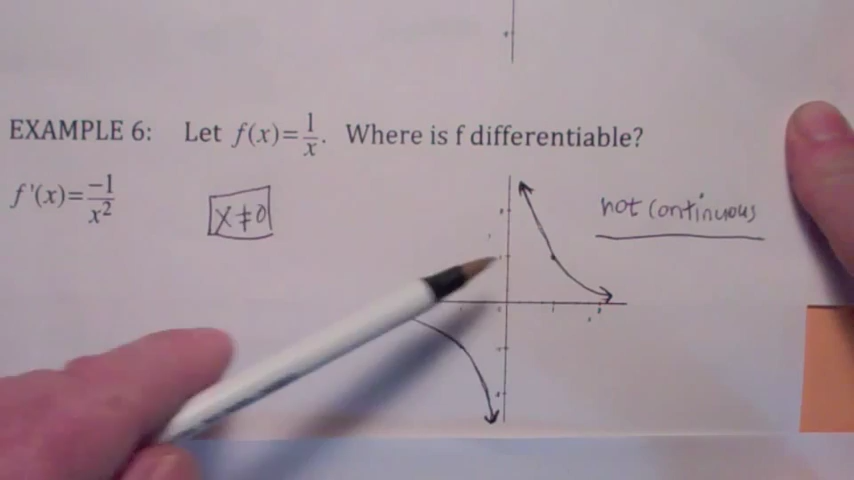 EXAMPLE 6: Let f(x)=1/x. Where is f differentiable?
f'(x)=-1/x²
x≠0
not continuous